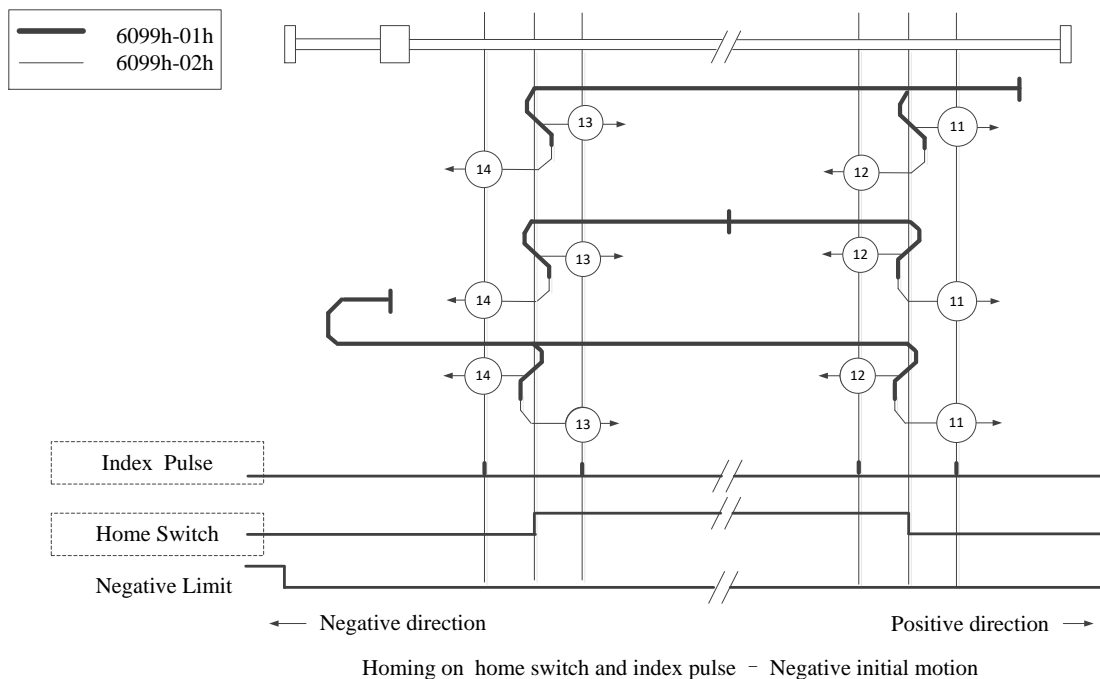 6099h-01h
6099h-02h
13
11
14
12
13
12
14
11
14
12
13
11
Index Pulse
Home Switch
Negative Limit
Negative direction
Positive direction
Homing on home switch and index pulse - Negative initial motion